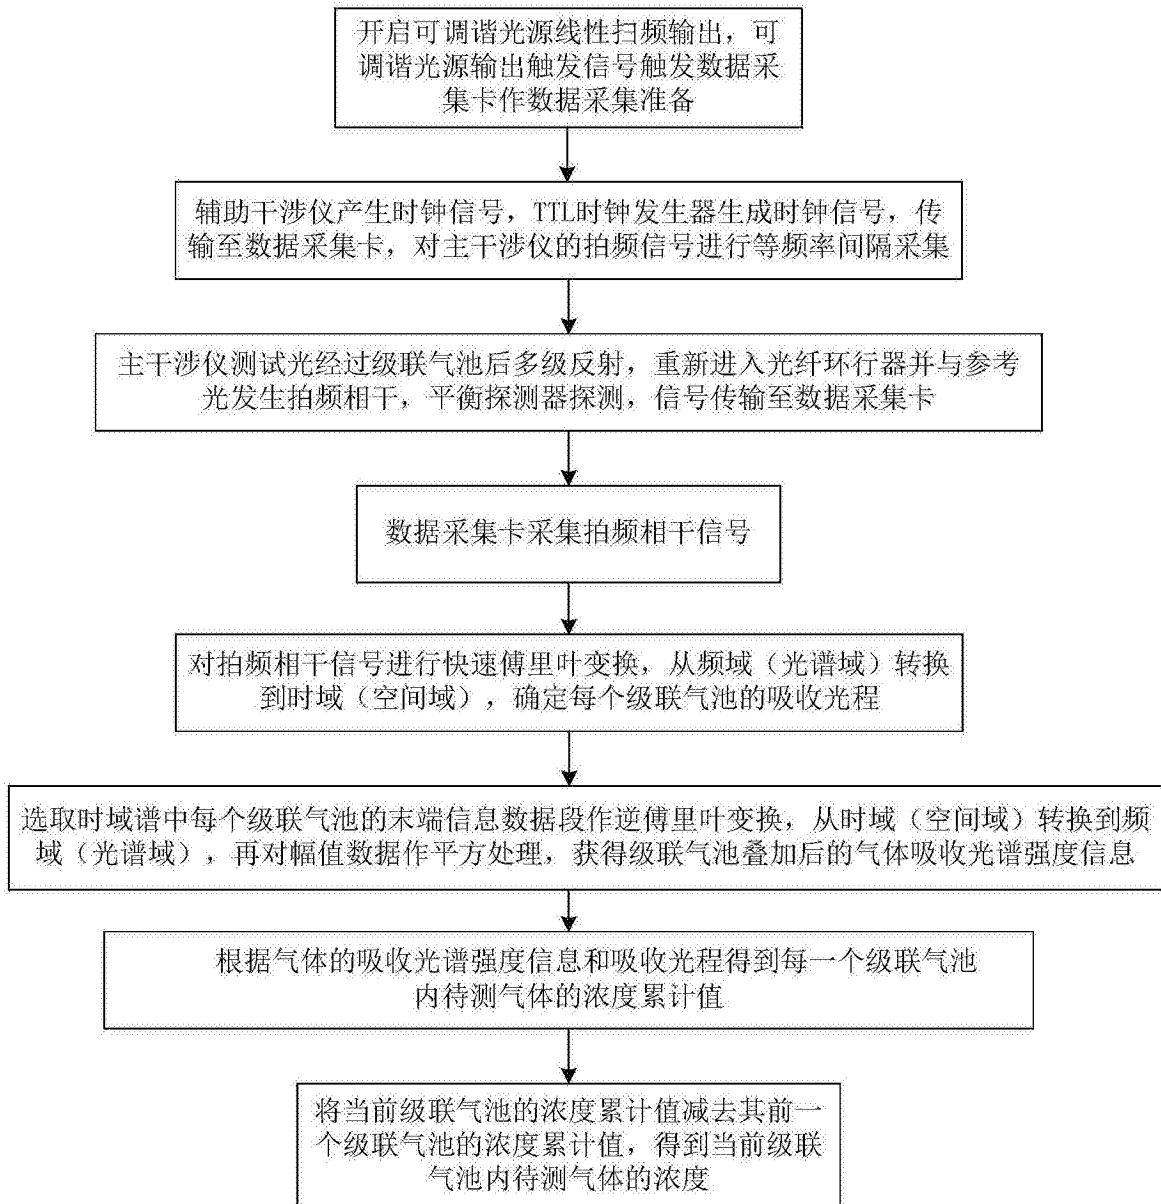 开启可调谐光源线性扫频输出，可
调谐光源输出触发信号触发数据采
集卡作数据采集准备
辅助干涉仪产生时钟信号，TTL时钟发生器生成时钟信号，传
输至数据采集卡，对主干涉仪的拍频信号进行等频率间隔采集
主干涉仪测试光经过级联气池后多级反射，重新进入光纤环行器并与参考
光发生拍频相干，平衡探测器探测，信号传输至数据采集卡
数据采集卡采集拍频相干信号
对拍频相干信号进行快速傅里叶变换，从频域（光谱域）转换
到时域（空间域），确定每个级联气池的吸收光程
选取时域谱中每个级联气池的末端信息数据段作逆傅里叶变换，从时域（空间域）转换到频
域（光谱域），再对幅值数据作平方处理，获得级联气池叠加后的气体吸收光谱强度信息
根据气体的吸收光谱强度信息和吸收光程得到每一个级联气池
内待测气体的浓度累计值
将当前级联气池的浓度累计值减去其前一
个级联气池的浓度累计值，得到当前级联
气池内待测气体的浓度